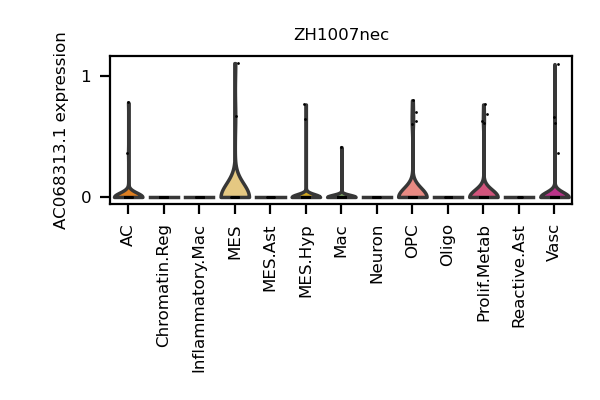 ZH1007nec
AC068313.1 expression
1
0
AC
Chromatin.Reg
Inflammatory.Mac
MES
MES.Ast
MES.Hyp
Mac
Neuron
OPC
Oligo
Prolif.Metab
Reactive.Ast
Vasc